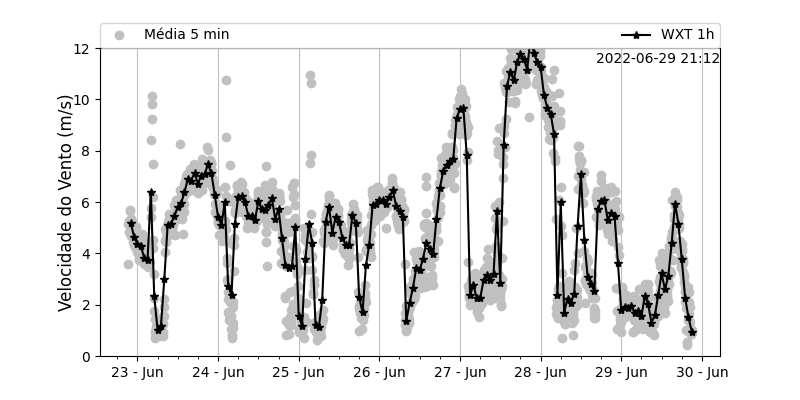 Média 5 min
WXT 1h
2022-06-29 21:12
Velocidade do Vento (m/s)
12
10
8
6
4
2
0
23 - Jun
24 - Jun
25 - Jun
26 - Jun
27 - Jun
28 - Jun
29 - Jun
30 - Jun